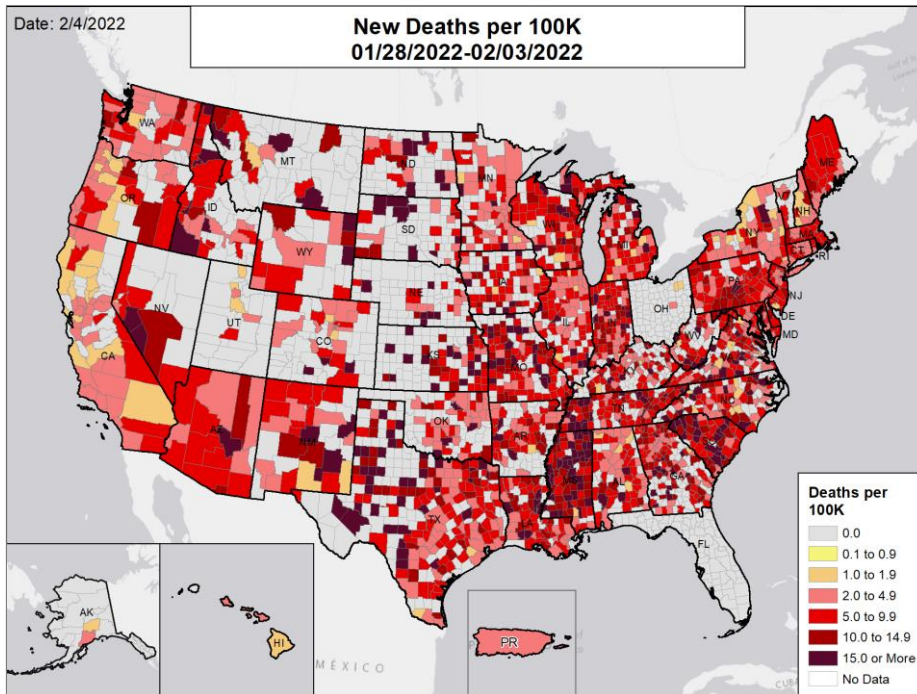 Date: 2/4/2022
New Deaths per 100K
01/28/2022-02/03/2022
WA
MT
ND
MN
ME
OR
ID
SD
WI
MI
VT
NH
NY
MA
CT
RI
WY
IA
NE
PA
NJ
NV
UT
CO
IL
IN
OH
DE
MD
WV
VA
CA
KS
MO
KY
NC
TN
AZ
NM
OK
AR
SC
MS
AL
GA
TX
LA
FL
AK
HI
PR
MÉXICO
Deaths per
100K
0.0
0.1 to 0.9
1.0 to 1.9
2.0 to 4.9
5.0 to 9.9
10.0 to 14.9
15.0 or More
No Data